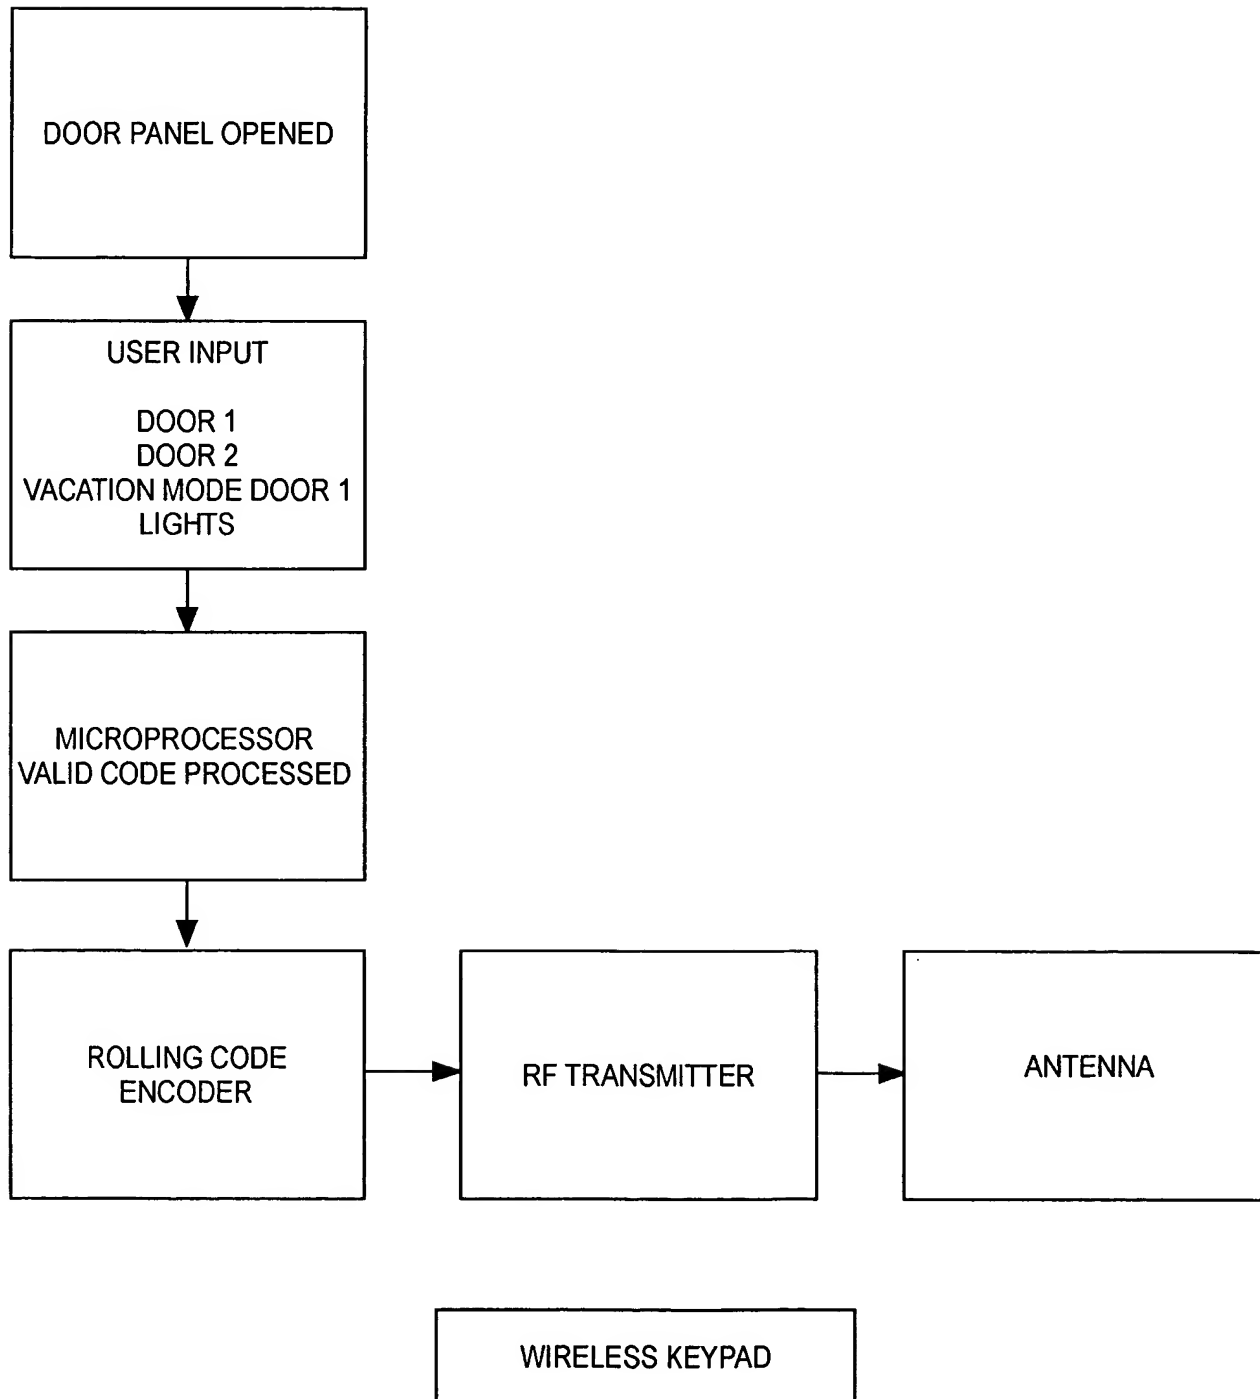 DOOR PANEL OPENED
USER INPUT
DOOR 1
DOOR 2
VACATION MODE DOOR 1
LIGHTS
MICROPROCESSOR
VALID CODE PROCESSED
ROLLING CODE
ENCODER
RF TRANSMITTER
ANTENNA
WIRELESS KEYPAD